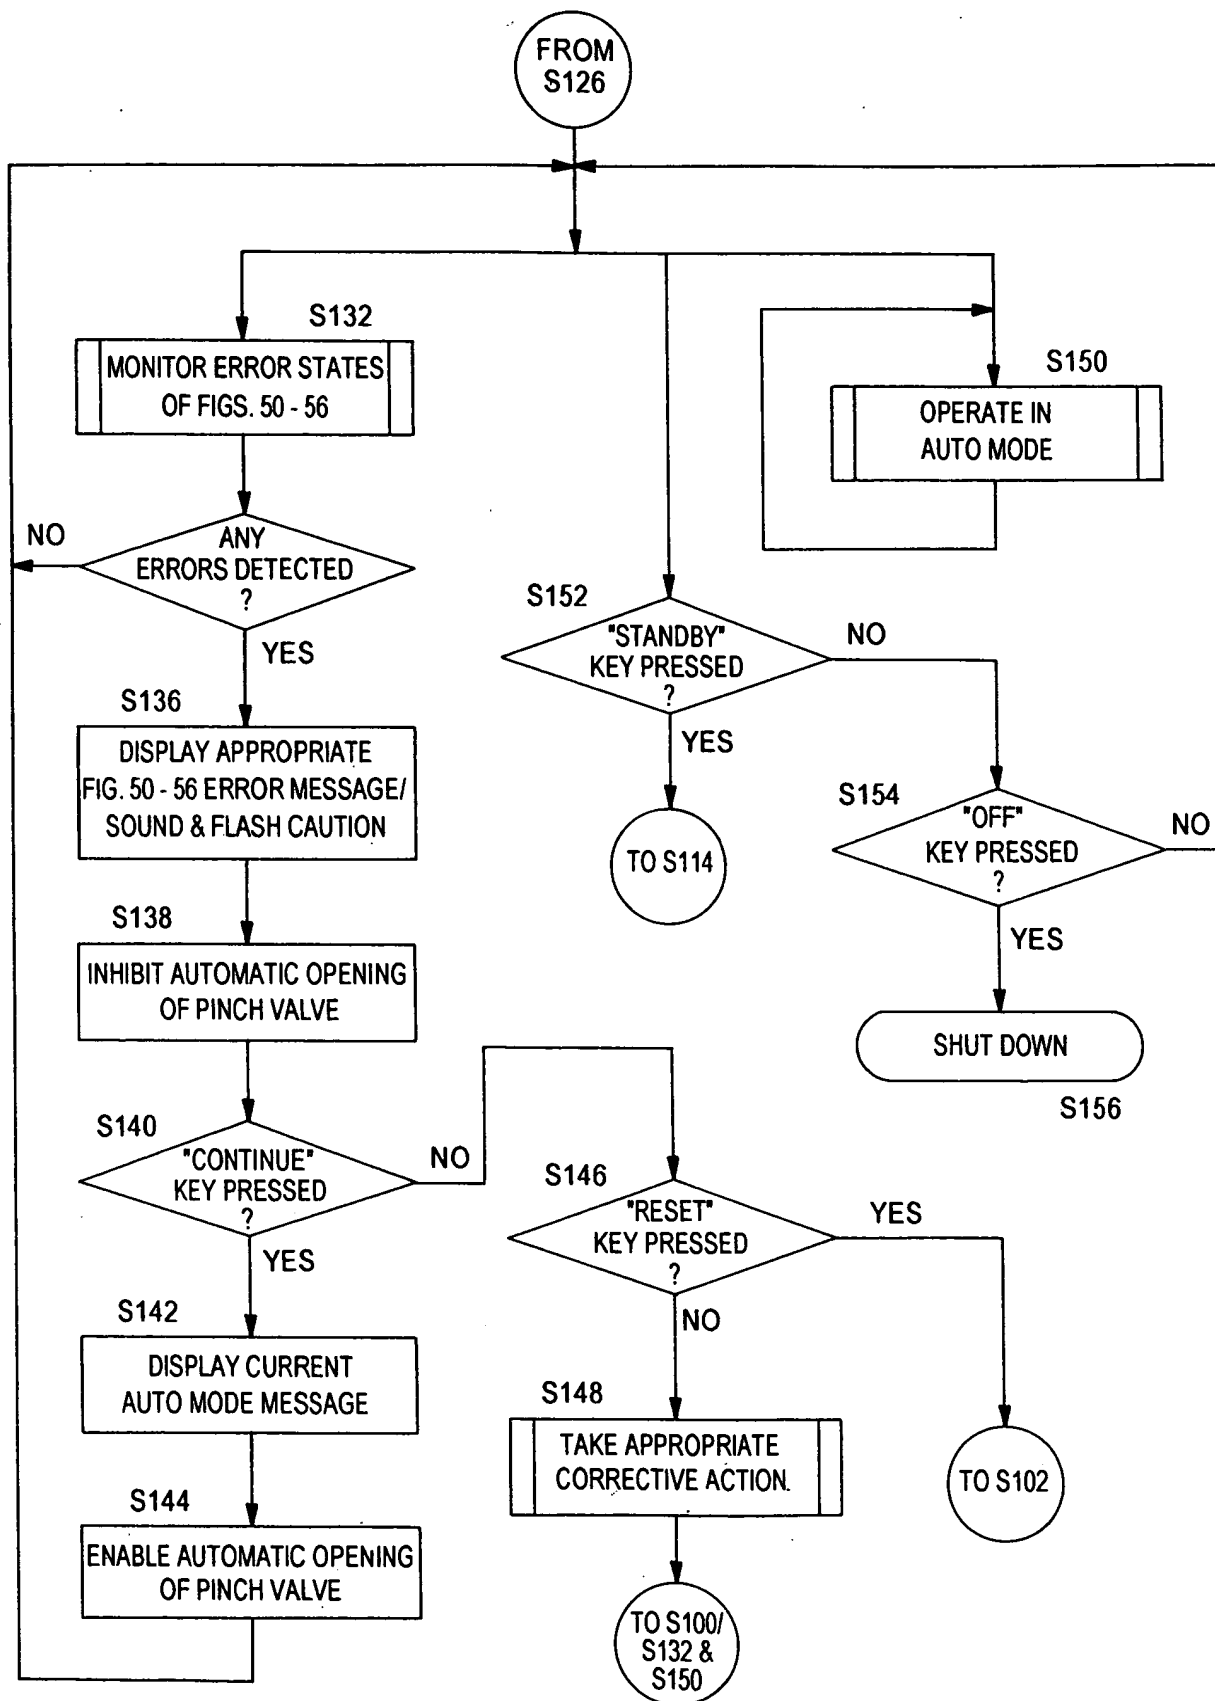 FROM
S126
S132
MONITOR ERROR STATES
OF FIGS. 50 - 56
S150
OPERATE IN
AUTO MODE
NO
ANY
ERRORS DETECTED
?
YES
S152
"STANDBY"
KEY PRESSED
?
NO
YES
TO S114
S136
DISPLAY APPROPRIATE
FIG. 50 - 56 ERROR MESSAGE/
SOUND & FLASH CAUTION
S154
"OFF"
KEY PRESSED
?
NO
YES
SHUT DOWN
S156
S138
INHIBIT AUTOMATIC OPENING
OF PINCH VALVE
S140
"CONTINUE"
KEY PRESSED
?
NO
YES
S146
"RESET"
KEY PRESSED
?
YES
NO
S142
DISPLAY CURRENT
AUTO MODE MESSAGE
S148
TAKE APPROPRIATE
CORRECTIVE ACTION.
TO S102
S144
ENABLE AUTOMATIC OPENING
OF PINCH VALVE
TO S100/
S132 &
S150